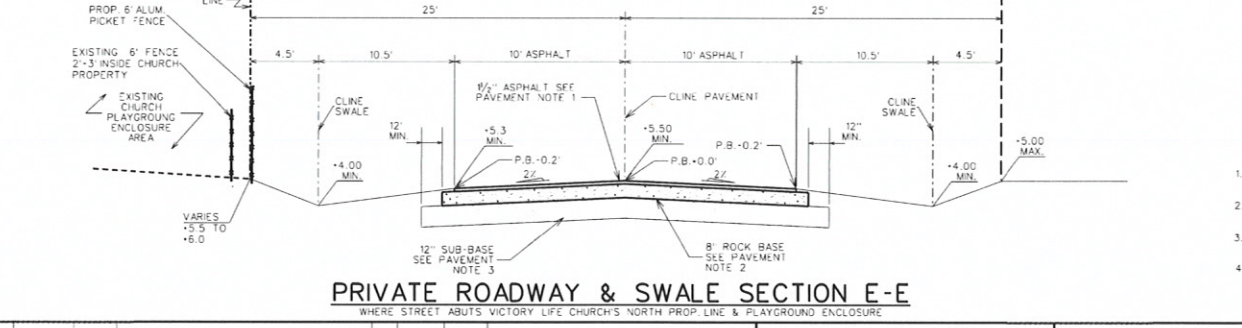 LINE
PROP. 6' ALUM.
PICKET FENCE
25'
25'
EXISTING 6' FENCE
2'-3' INSIDE CHURCH
PROPERTY
4.5'
10.5'
10' ASPHALT
10' ASPHALT
10.5'
4.5'
EXISTING
CHURCH
PLAYGROUND
ENCLOSURE
AREA
CLINE
SWALE
1½" ASPHALT SEE
PAVEMENT NOTE 1
CLINE PAVEMENT
CLINE
SWALE
12'
MIN.
+5.3
MIN.
+5.50
MIN.
P.B.-0.2'
12"
MIN.
+5.00
MAX.
P.B.-0.2'
P.B.+0.0'
+4.00
MIN.
2%
2%
+4.00
MIN.
VARIES
+5.5 TO
+6.0
12" SUB-BASE
SEE PAVEMENT
NOTE 3
8' ROCK BASE
SEE PAVEMENT
NOTE 2
1.
2.
3.
4
PRIVATE ROADWAY & SWALE SECTION E-E
WHERE STREET ABUTS VICTORY LIFE CHURCH'S NORTH PROP. LINE & PLAYGROUND ENCLOSURE